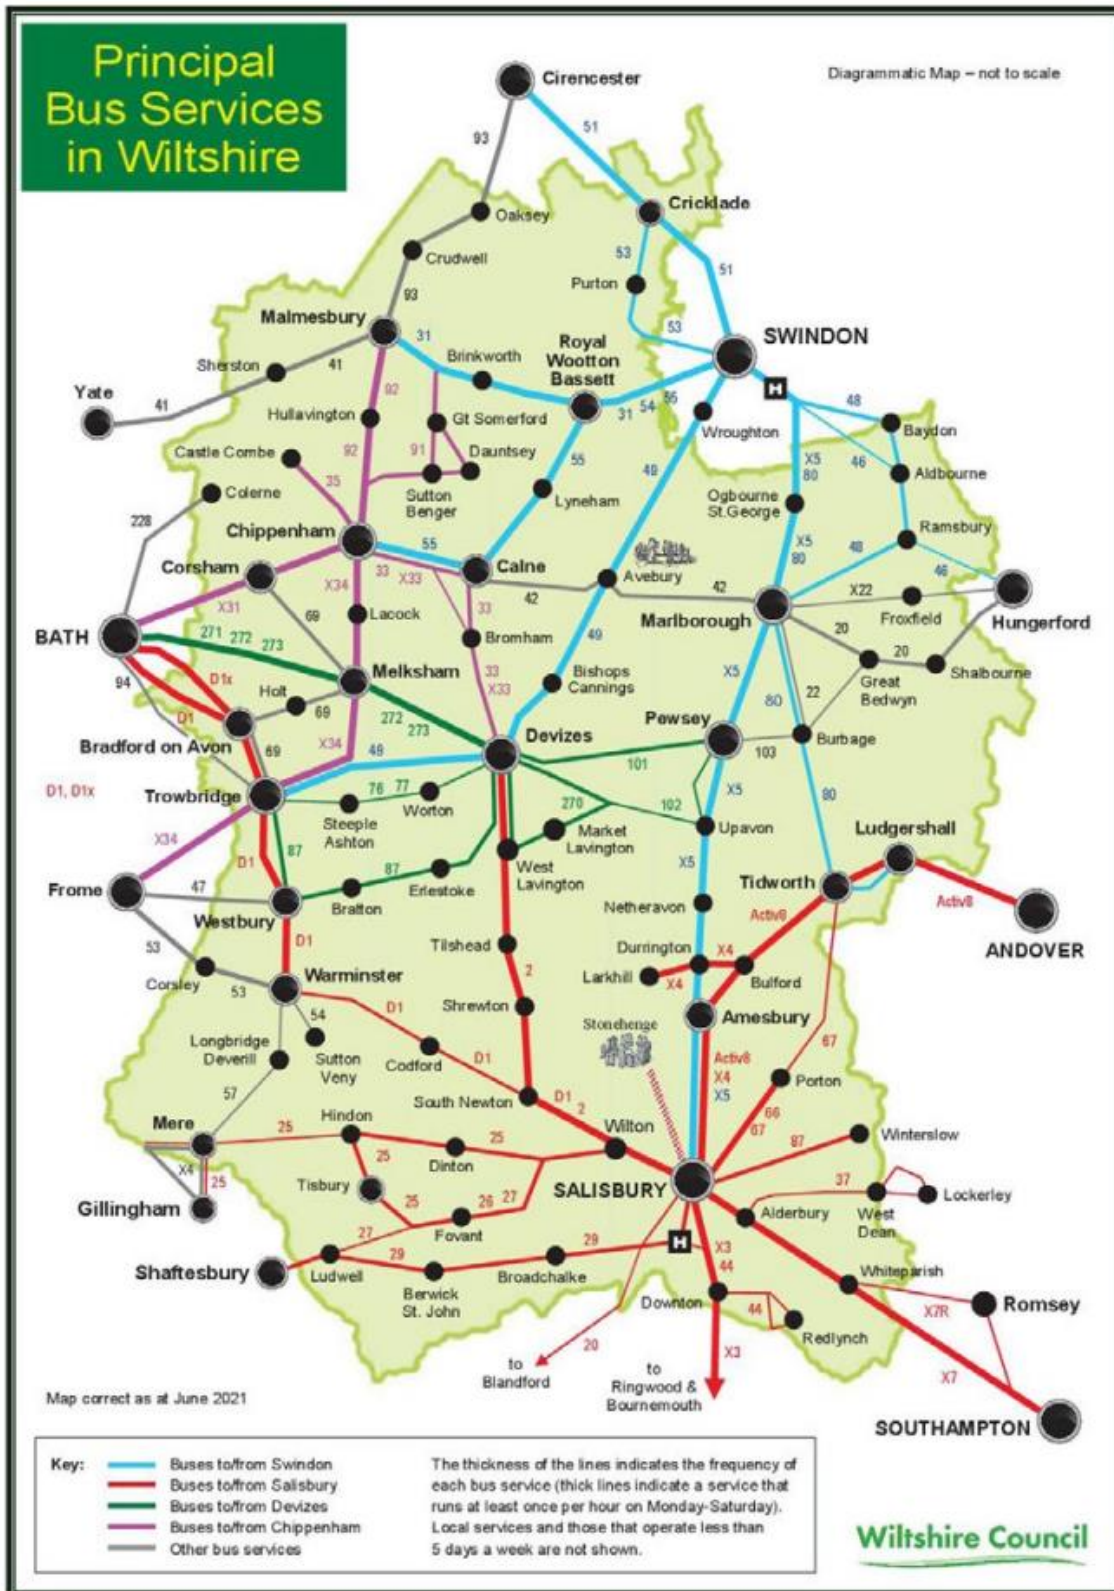 Principal
Bus Services
in Wiltshire
Diagrammatic Map – not to scale
Cirencester
51
93
Oaksey
Cricklade
Crudwell
53
51
93
Purton
Malmesbury
53
SWINDON
31
Royal
Wootton
Bassett
Brinkworth
Sherston
41
H
Yate
41
92
Hullavington
Gt Somerford
31
54
55
Wroughton
48
Baydon
Castle Combe
92
91
Dauntsey
55
49
X5
80
46
Aldbourne
35
Colerne
Sutton
Benger
Lyneham
Ogbourne
St.George
228
Chippenham
Ramsbury
55
X5
80
48
Corsham
33
X33
Calne
Avebury
46
X34
X31
33
42
42
X22
Lacock
Marlborough
Froxfield
Hungerford
69
BATH
271
272
273
Bromham
49
20
20
Shalbourne
33
X33
Melksham
Bishops
Cannings
X5
Great
Bedwyn
D1x
94
Holt
22
80
D1
69
272
273
Pewsey
Devizes
Bradford on Avon
Burbage
X34
69
49
103
101
D1, D1x
Trowbridge
76
77
Worton
X5
80
270
102
Steeple
Ashton
Market
Lavington
Upavon
Ludgershall
X34
D1
87
West
Lavington
X5
Frome
47
87
Erlestoke
Tidworth
Bratton
Netheravon
Activ8
Activ8
Westbury
53
D1
Tilshead
Durrington
X4
ANDOVER
Corsley
Warminster
2
Larkhill
X4
Bulford
53
D1
Shrewton
Amesbury
54
Stonehenge
Longbridge
Deverill
Sutton
Veny
Codford
D1
67
Activ8
X4
X5
Porton
57
South Newton
D1
2
66
67
Mere
Hindon
Wilton
87
Winterslow
25
25
25
Dinton
X4
25
Tisbury
SALISBURY
37
Lockerley
Gillingham
25
26
27
West
Dean
Alderbury
Fovant
27
H
X3
44
29
29
Whiteparish
Shaftesbury
Ludwell
Broadchalke
Berwick
St. John
Downton
44
X7R
Romsey
Redlynch
20
X3
to
Blandford
to
Ringwood &
Bournemouth
X7
Map correct as at June 2021
SOUTHAMPTON
Key:
Buses to/from Swindon
Buses to/from Salisbury
Buses to/from Devizes
Buses to/from Chippenham
Other bus services
The thickness of the lines indicates the frequency of
each bus service (thick lines indicate a service that
runs at least once per hour on Monday-Saturday).
Local services and those that operate less than
5 days a week are not shown.
Wiltshire Council